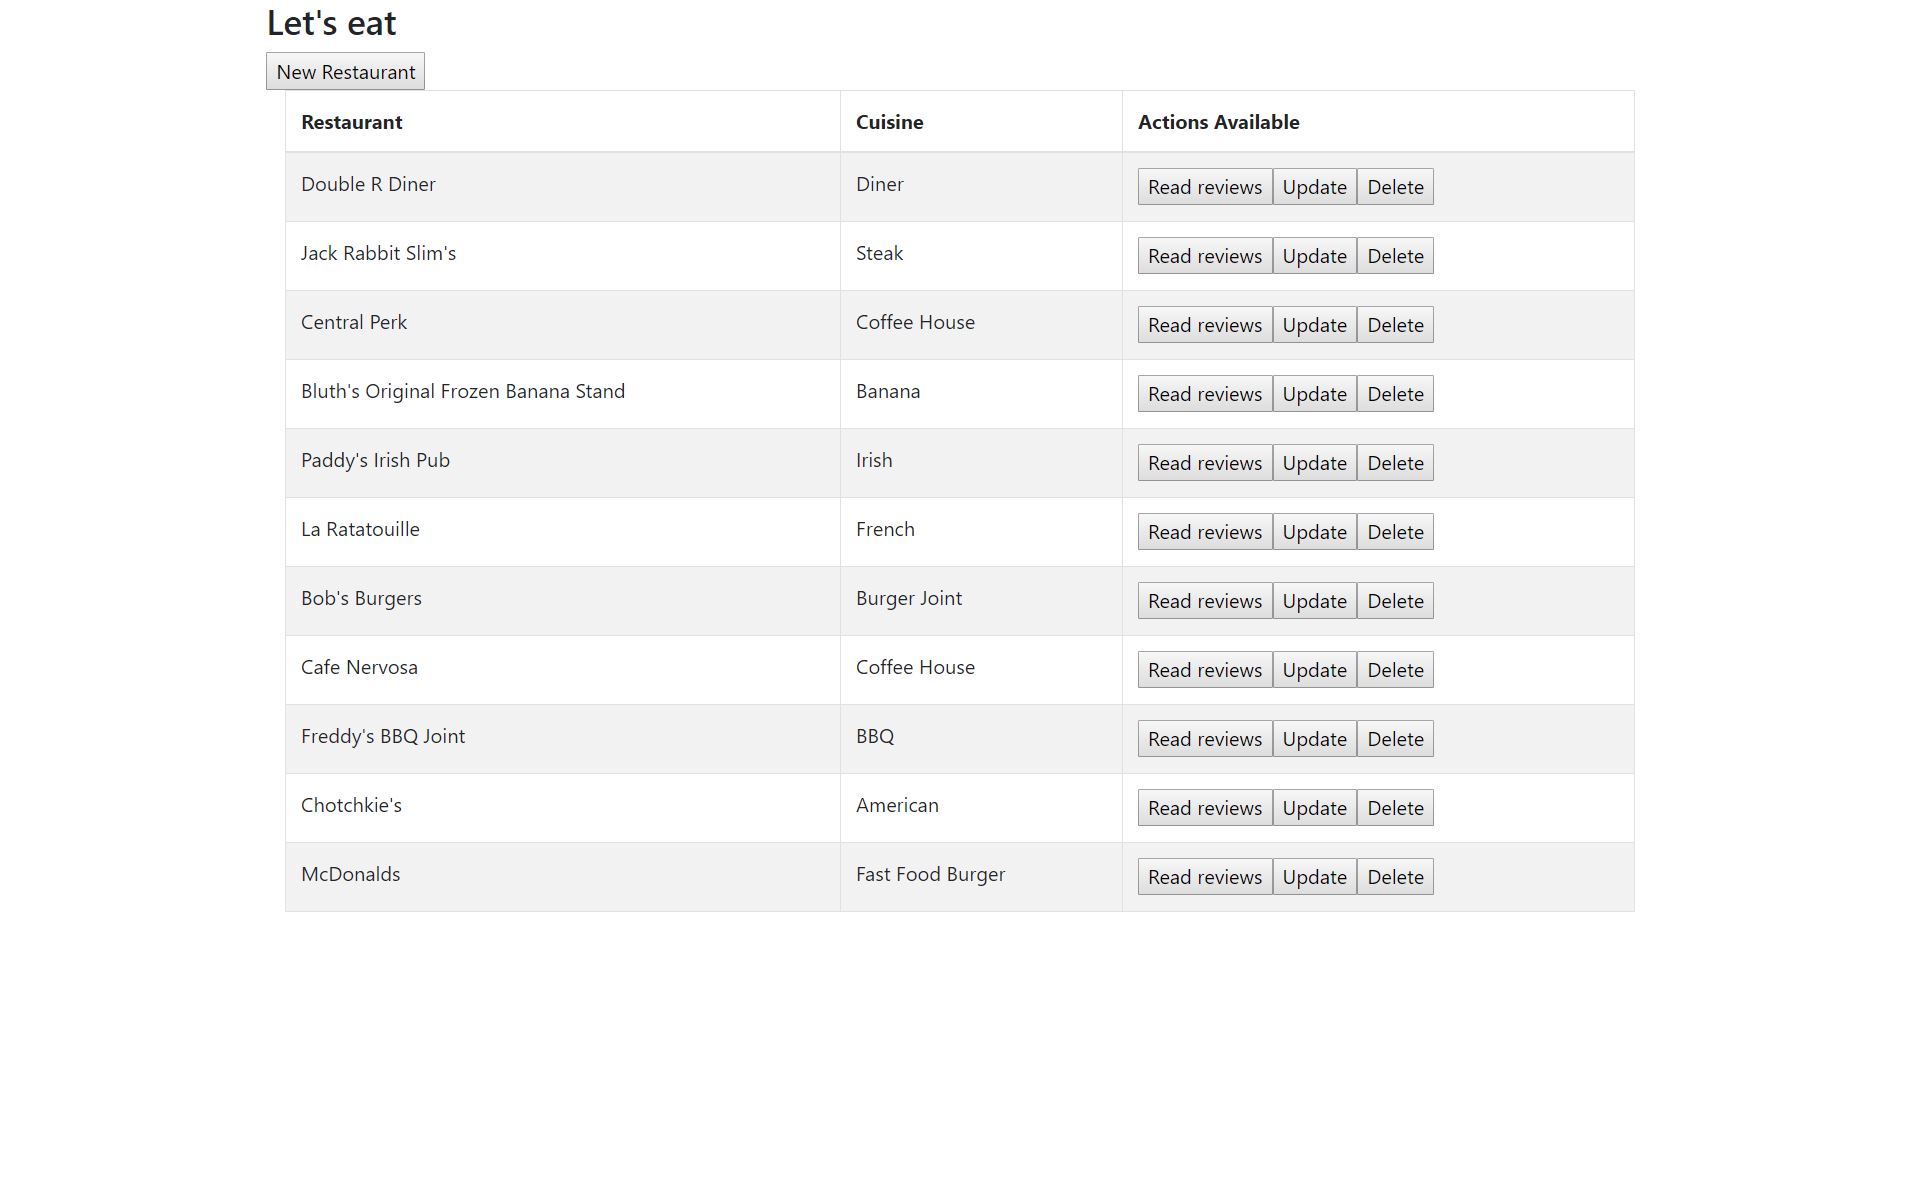 Let's eat
New Restaurant
Restaurant Cuisine Actions Available
Double R Diner Diner Read reviews Update Delete
Jack Rabbit Slim's Steak Read reviews Update Delete
Central Perk Coffee House Read reviews Update Delete
Bluth's Original Frozen Banana Stand Banana Read reviews Update Delete
Paddy's Irish Pub Irish Read reviews Update Delete
La Ratatouille French Read reviews Update Delete
Bob's Burgers Burger Joint Read reviews Update Delete
Cafe Nervosa Coffee House Read reviews Update Delete
Freddy's BBQ Joint BBQ Read reviews Update Delete
Chotchkie's American Read reviews Update Delete
McDonalds Fast Food Burger Read reviews Update Delete